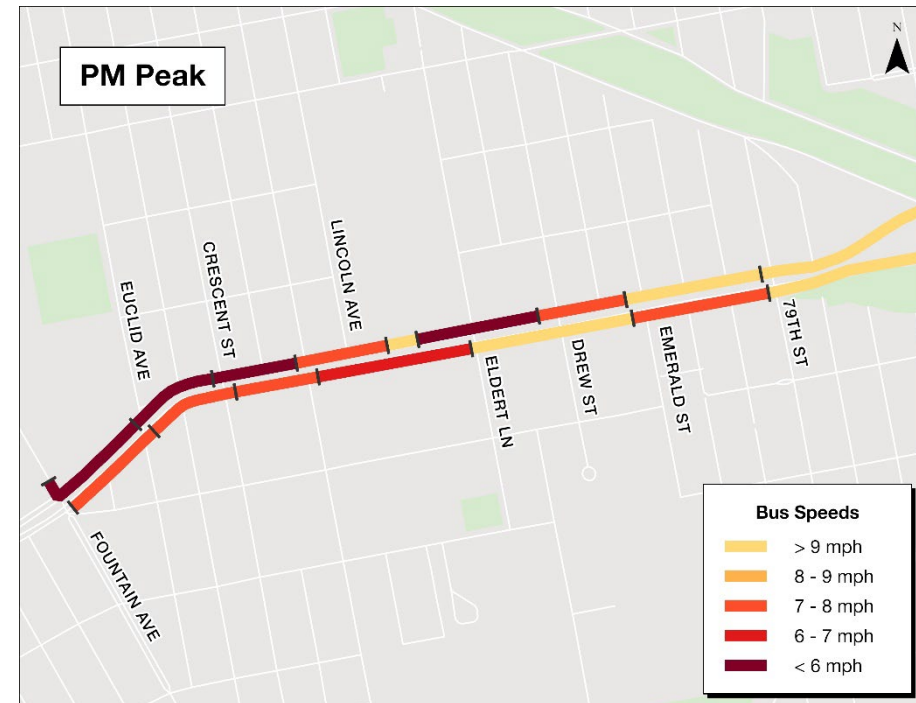 PM Peak
N
EUCLID AVE
CRESCENT ST
LINCOLN AVE
ELDERT LN
DREW ST
EMERALD ST
79TH ST
FOUNTAIN AVE
Bus Speeds
> 9 mph
8 - 9 mph
7 - 8 mph
6 - 7 mph
< 6 mph